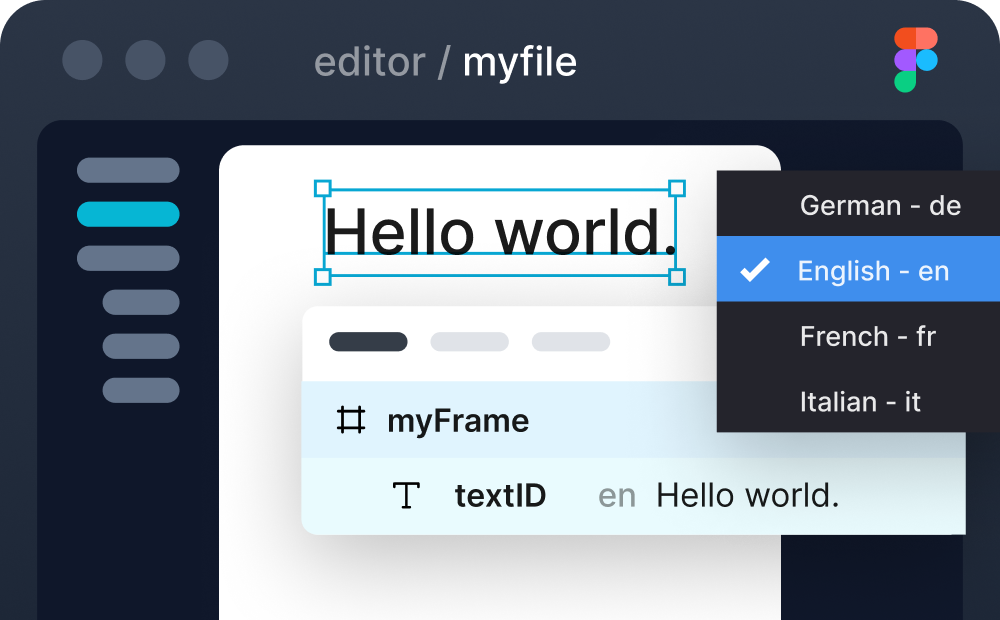 editor / myfile
Hello world.
German - de
English - en
French - fr
Italian - it
myFrame
textID en Hello world.